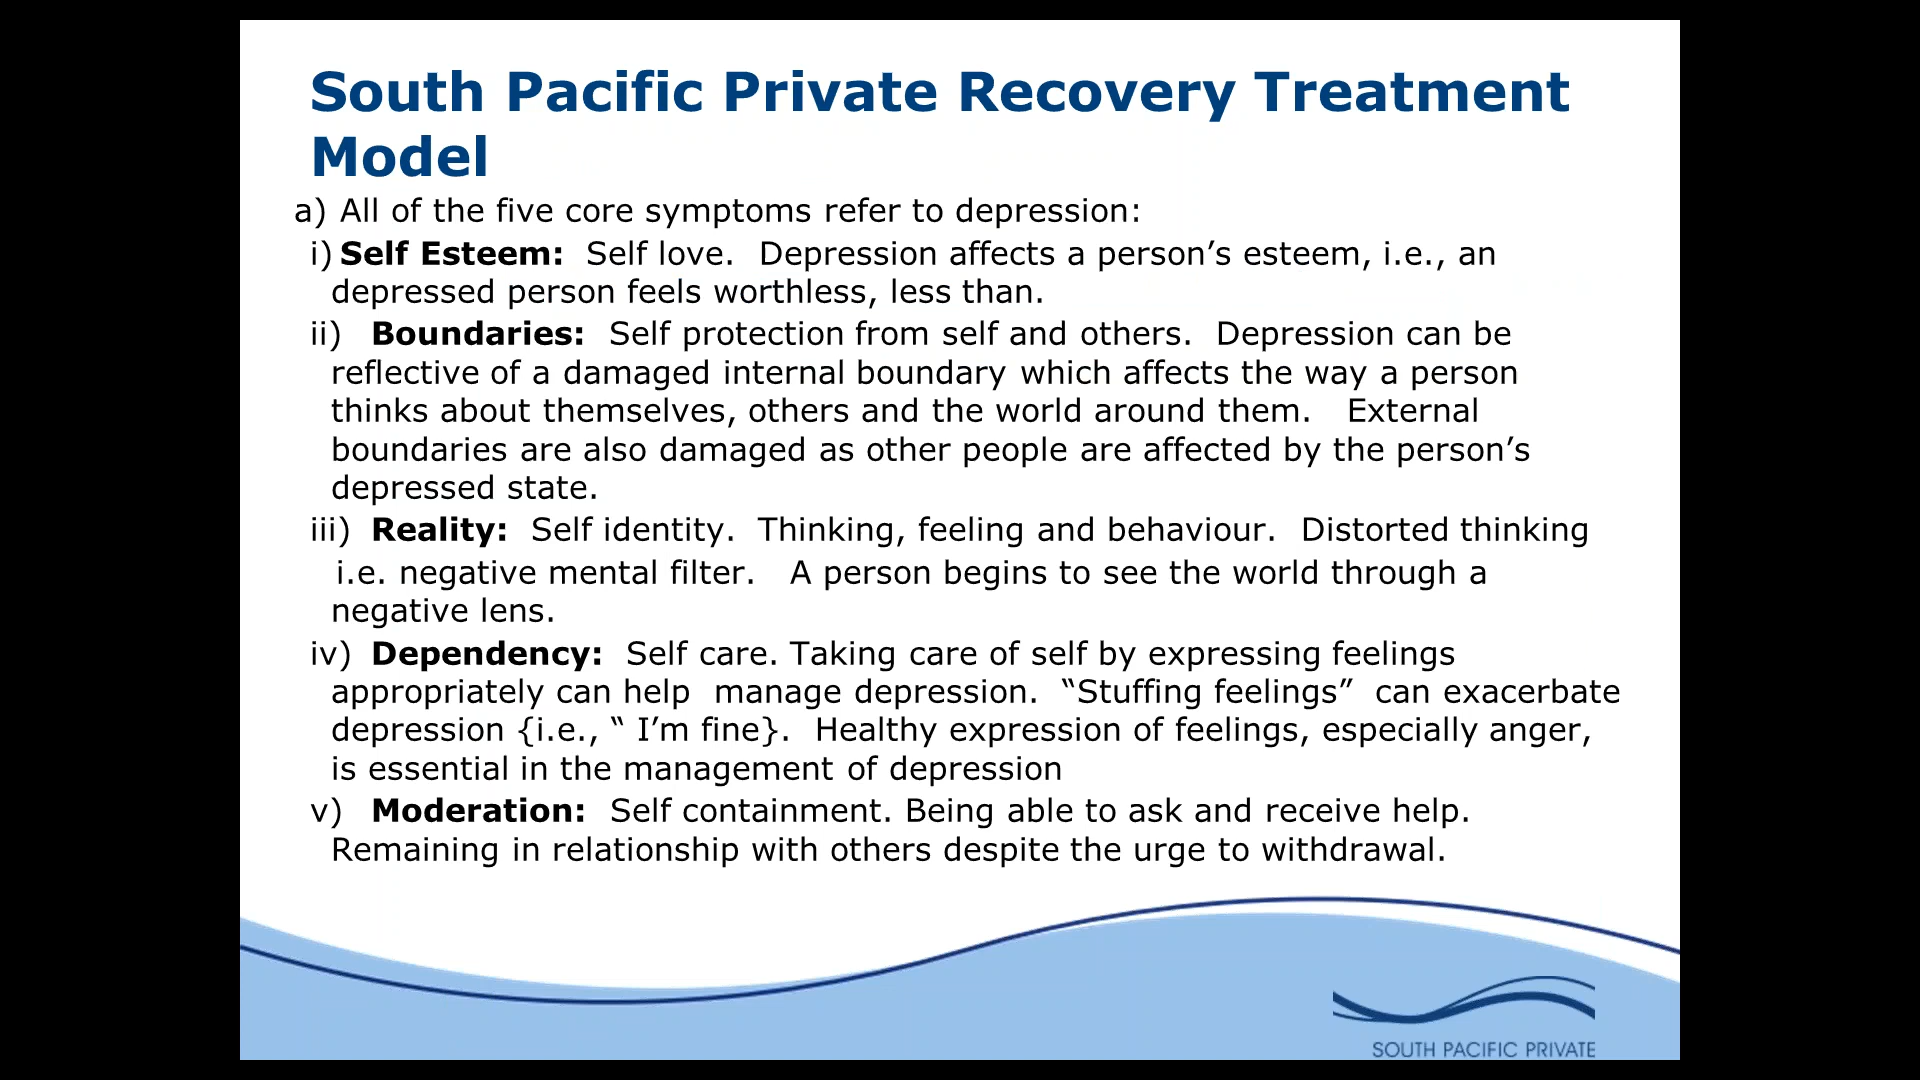 South Pacific Private Recovery Treatment
Model
a) All of the five core symptoms refer to depression:
i) Self Esteem:  Self love.  Depression affects a person’s esteem, i.e., an
depressed person feels worthless, less than.
ii)   Boundaries:  Self protection from self and others.  Depression can be
reflective of a damaged internal boundary which affects the way a person
thinks about themselves, others and the world around them.   External
boundaries are also damaged as other people are affected by the person’s
depressed state.
iii)  Reality:  Self identity.  Thinking, feeling and behaviour.  Distorted thinking
i.e. negative mental filter.   A person begins to see the world through a
negative lens.
iv)  Dependency:  Self care. Taking care of self by expressing feelings
appropriately can help  manage depression.  “Stuffing feelings”  can exacerbate
depression {i.e., “ I’m fine}.  Healthy expression of feelings, especially anger,
is essential in the management of depression
v)   Moderation:  Self containment. Being able to ask and receive help.
Remaining in relationship with others despite the urge to withdrawal.
SOUTH PACIFIC PRIVATE